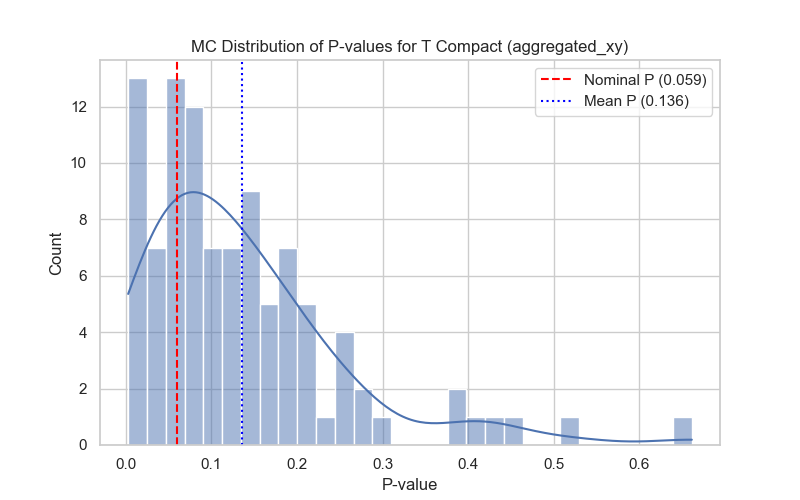 MC Distribution of P-values for T Compact (aggregated_xy)
Nominal P (0.059)
Mean P (0.136)
Count
12
10
8
6
4
2
0
0.0 0.1 0.2 0.3 0.4 0.5 0.6
P-value